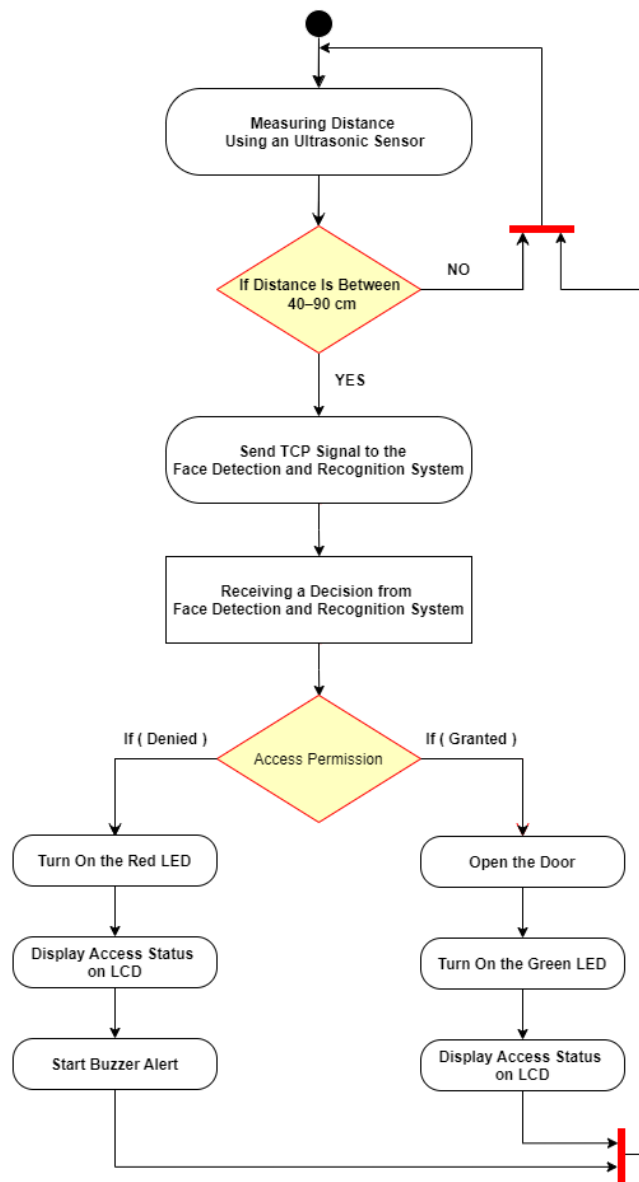 Measuring Distance
Using an Ultrasonic Sensor
If Distance Is Between
40–90 cm
NO
YES
Send TCP Signal to the
Face Detection and Recognition System
Receiving a Decision from
Face Detection and Recognition System
If ( Denied )
If ( Granted )
Access Permission
Turn On the Red LED
Open the Door
Display Access Status
on LCD
Turn On the Green LED
Start Buzzer Alert
Display Access Status
on LCD